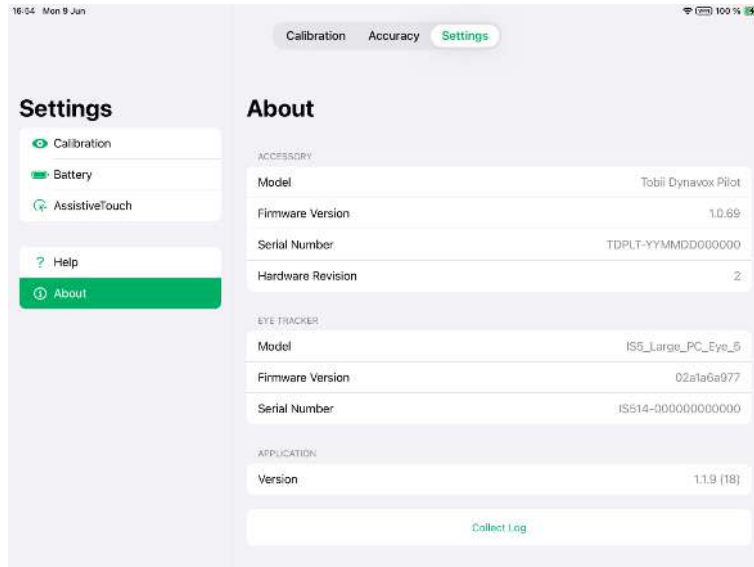 16:54 Mon 9 Jun
100 %
Calibration Accuracy Settings
Settings
Calibration
Battery
AssistiveTouch
Help
About
About
ACCESSORY
Model Tobii Dynavox Pilot
Firmware Version 1.0.69
Serial Number TDPLT-YYMMDD000000
Hardware Revision 2
EYE TRACKER
Model IS5_Large_PC_Eye_5
Firmware Version 02a1a6a977
Serial Number IS514-000000000000
APPLICATION
Version 1.1.9 (18)
Collect Log